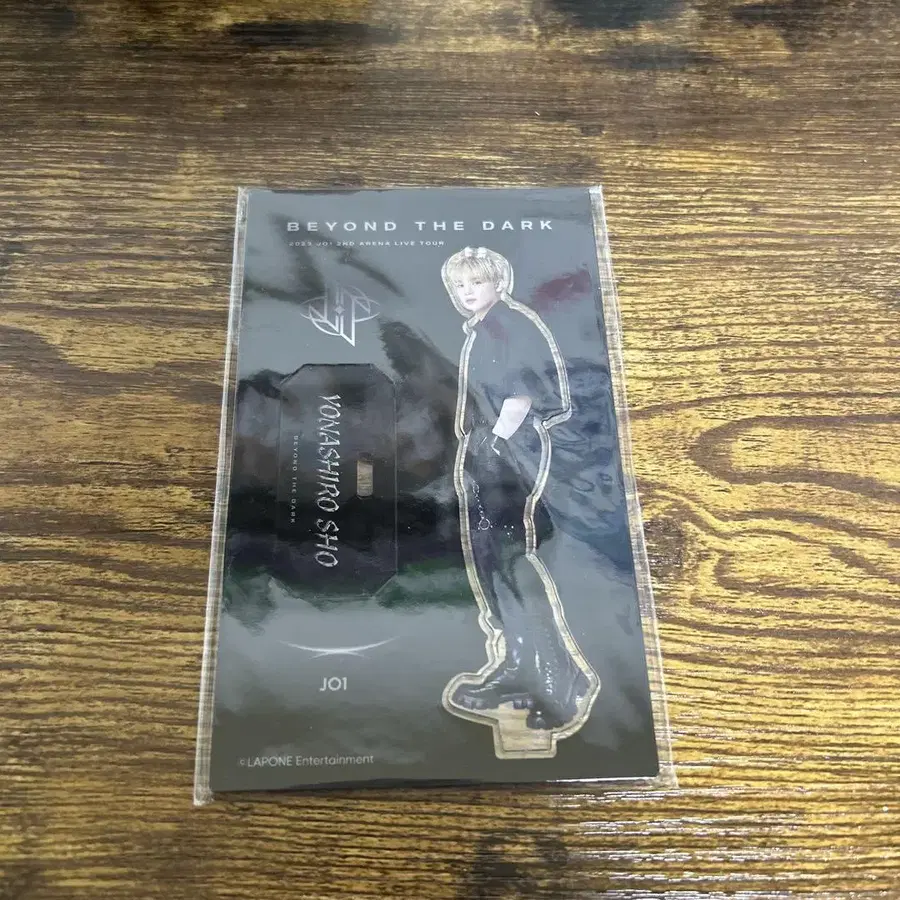 BEYOND THE DARK
2023 JO1 2ND ARENA LIVE TOUR
YONASHIRO SHO
BEYOND THE DARK
JO1
© LAPONE Entertainment